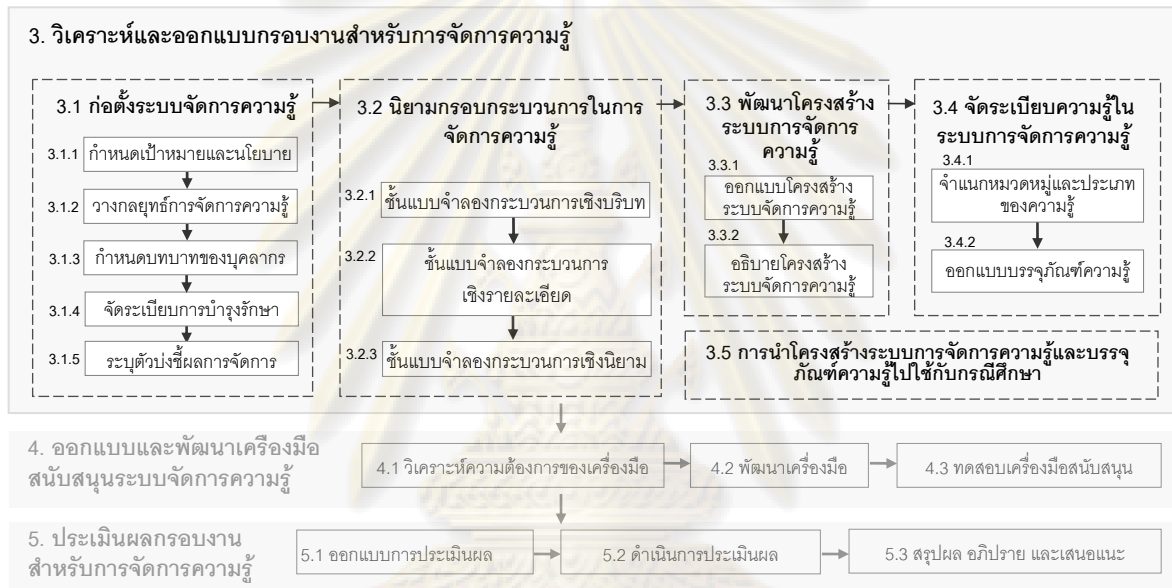 3. วิเคราะห์และออกแบบกรอบงานสำหรับการจัดการความรู้
3.1 ก่อตั้งระบบจัดการความรู้
3.1.1 กำหนดเป้าหมายและนโยบาย
3.1.2 วางกลยุทธ์การจัดการความรู้
3.1.3 กำหนดบทบาทของบุคลากร
3.1.4 จัดระเบียบการบำรุงรักษา
3.1.5 ระบุตัวบ่งชี้ผลการจัดการ
3.2 นิยามกรอบกระบวนการในการ
จัดการความรู้
3.2.1 ชั้นแบบจำลองกระบวนการเชิงบริบท
3.2.2 ชั้นแบบจำลองกระบวนการ
เชิงรายละเอียด
3.2.3 ชั้นแบบจำลองกระบวนการเชิงนิยาม
3.3 พัฒนาโครงสร้าง
ระบบการจัดการ
ความรู้
3.3.1
ออกแบบโครงสร้าง
ระบบจัดการความรู้
3.3.2
อธิบายโครงสร้าง
ระบบจัดการความรู้
3.4 จัดระเบียบความรู้ใน
ระบบการจัดการความรู้
3.4.1
จำแนกหมวดหมู่และประเภท
ของความรู้
3.4.2
ออกแบบบรรจุภัณฑ์ความรู้
3.5 การนำโครงสร้างระบบการจัดการความรู้และบรรจุ
ภัณฑ์ความรู้ไปใช้กับกรณีศึกษา
4. ออกแบบและพัฒนาเครื่องมือ
สนับสนุนระบบจัดการความรู้
4.1 วิเคราะห์ความต้องการของเครื่องมือ
4.2 พัฒนาเครื่องมือ
4.3 ทดสอบเครื่องมือสนับสนุน
5. ประเมินผลกรอบงาน
สำหรับการจัดการความรู้
5.1 ออกแบบการประเมินผล
5.2 ดำเนินการประเมินผล
5.3 สรุปผล อภิปราย และเสนอแนะ